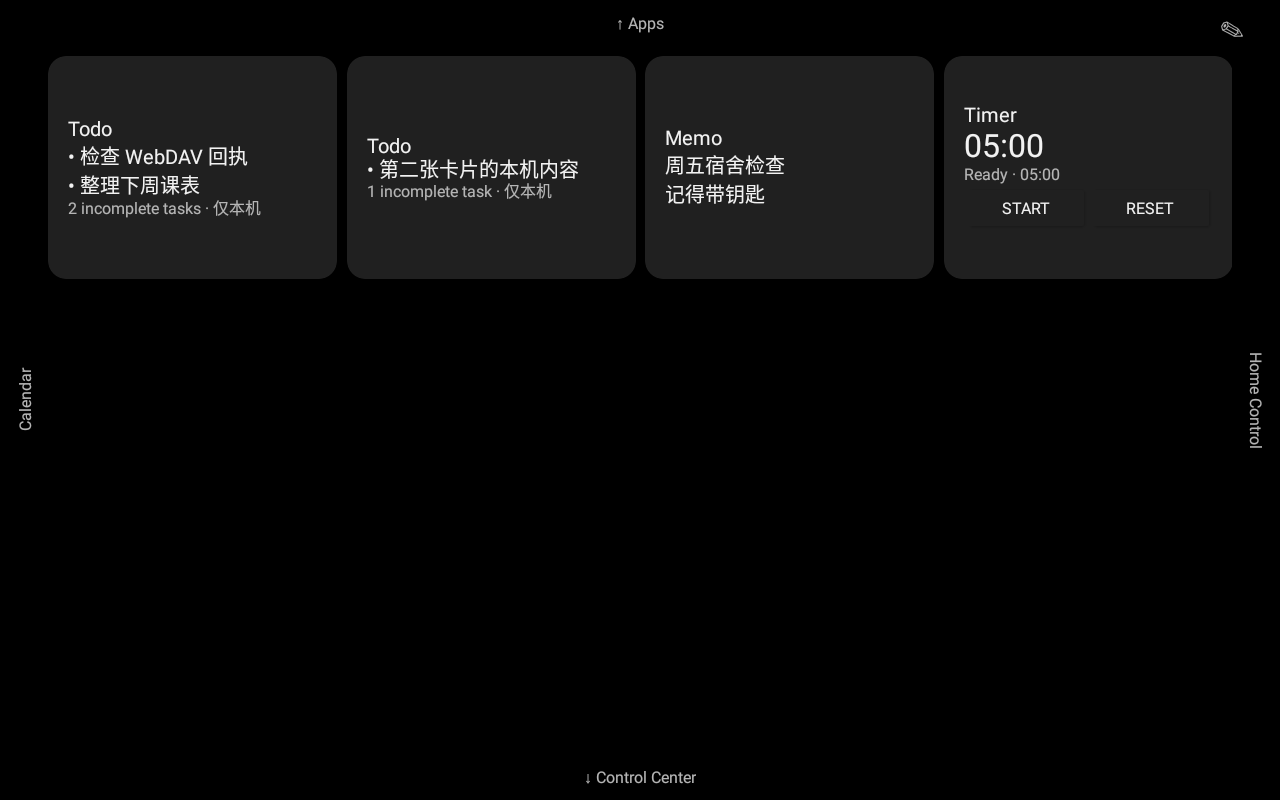 ↑ Apps
✎
Todo
• 检查 WebDAV 回执
• 整理下周课表
2 incomplete tasks · 仅本机
Todo
• 第二张卡片的本机内容
1 incomplete task · 仅本机
Memo
周五宿舍检查
记得带钥匙
Timer
05:00
Ready · 05:00
START
RESET
Calendar
Home Control
↓ Control Center